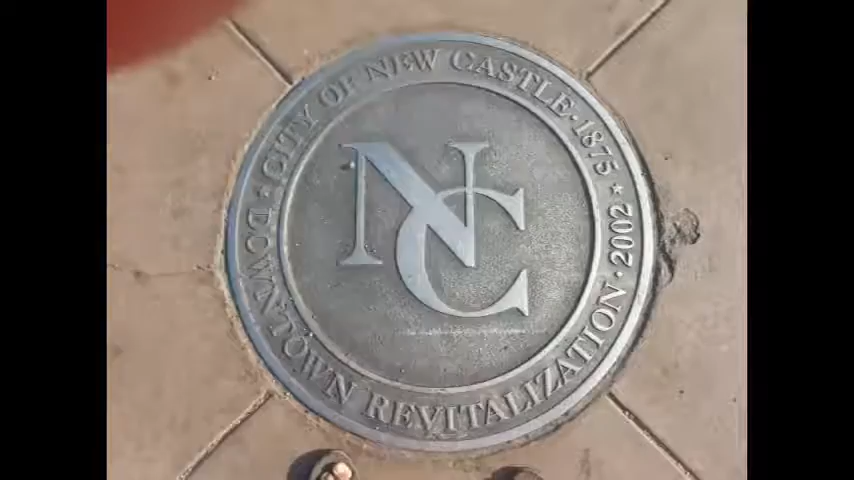 CITY OF NEW CASTLE · 1875
DOWNTOWN REVITALIZATION · 2002
NC